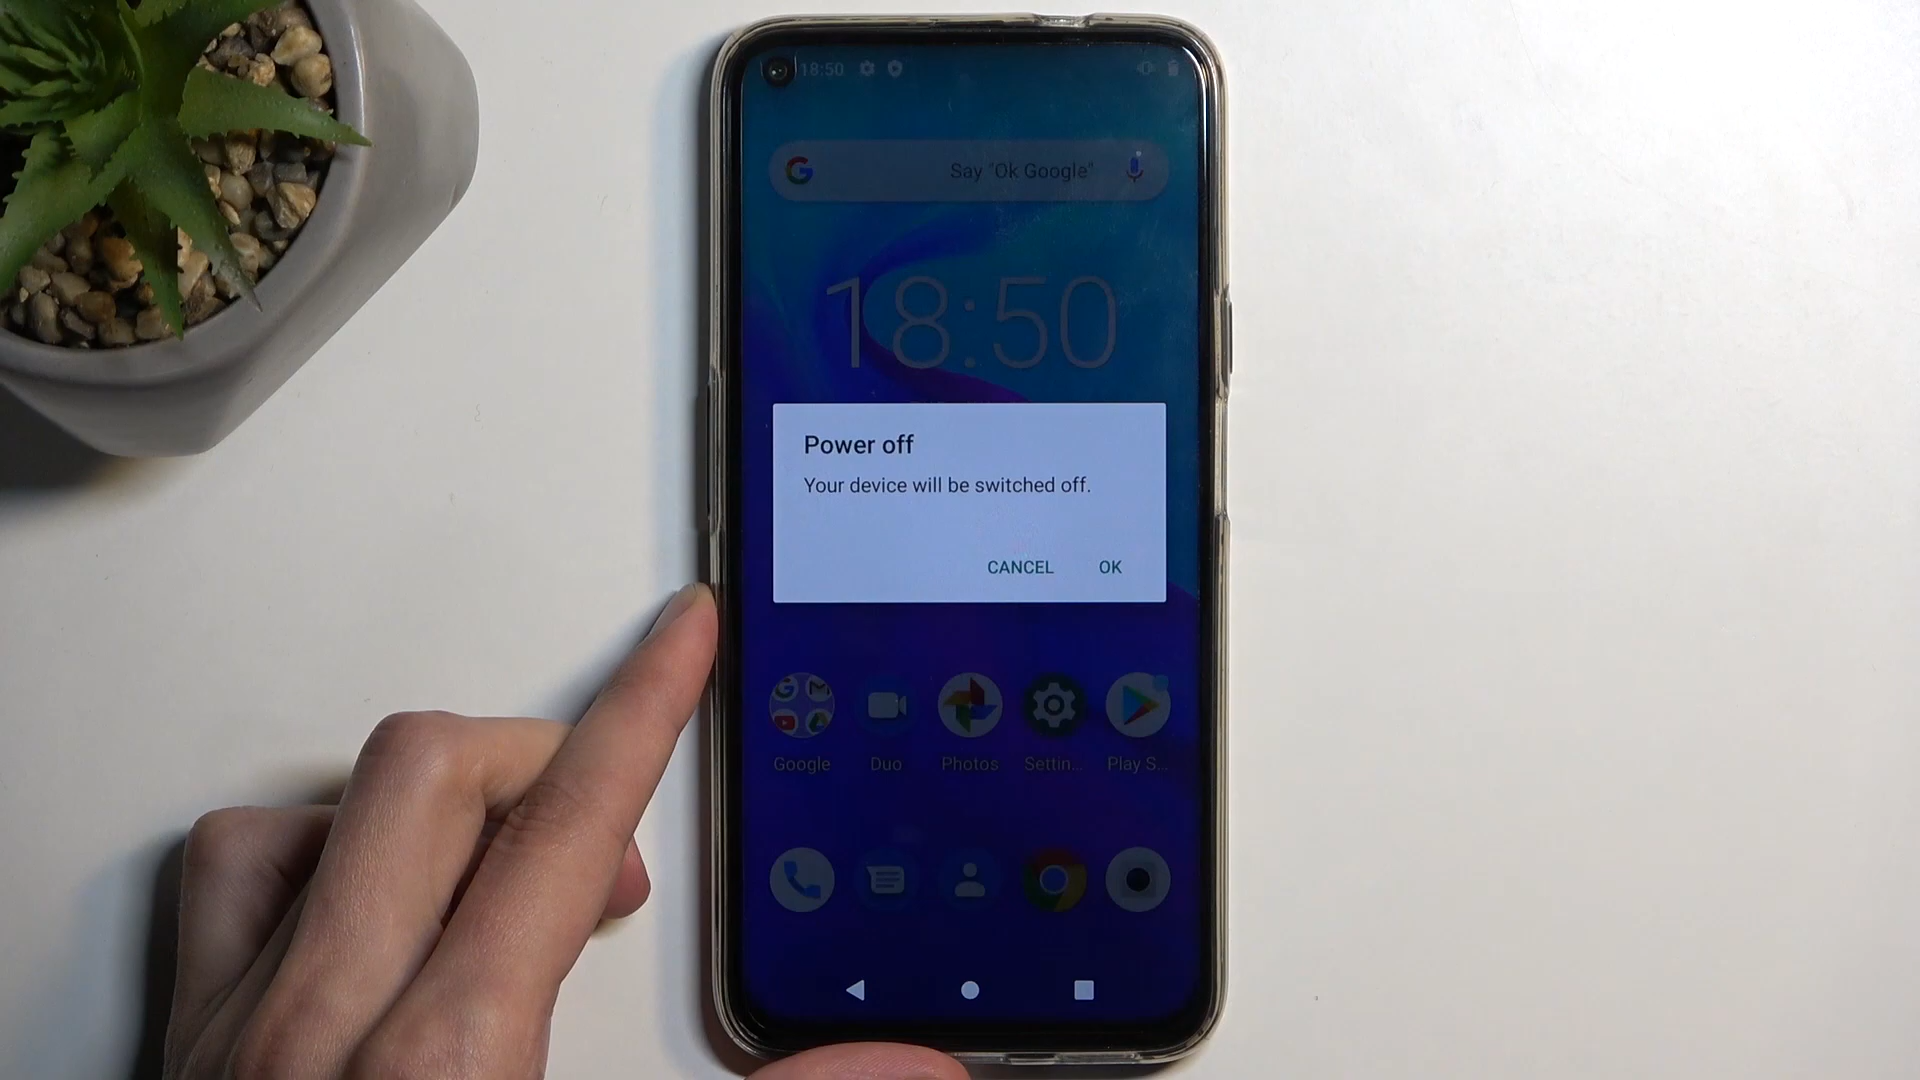 18:50
Say "Ok Google"
18:50
Power off
Your device will be switched off.
CANCEL OK
Google Duo Photos Settin... Play S...